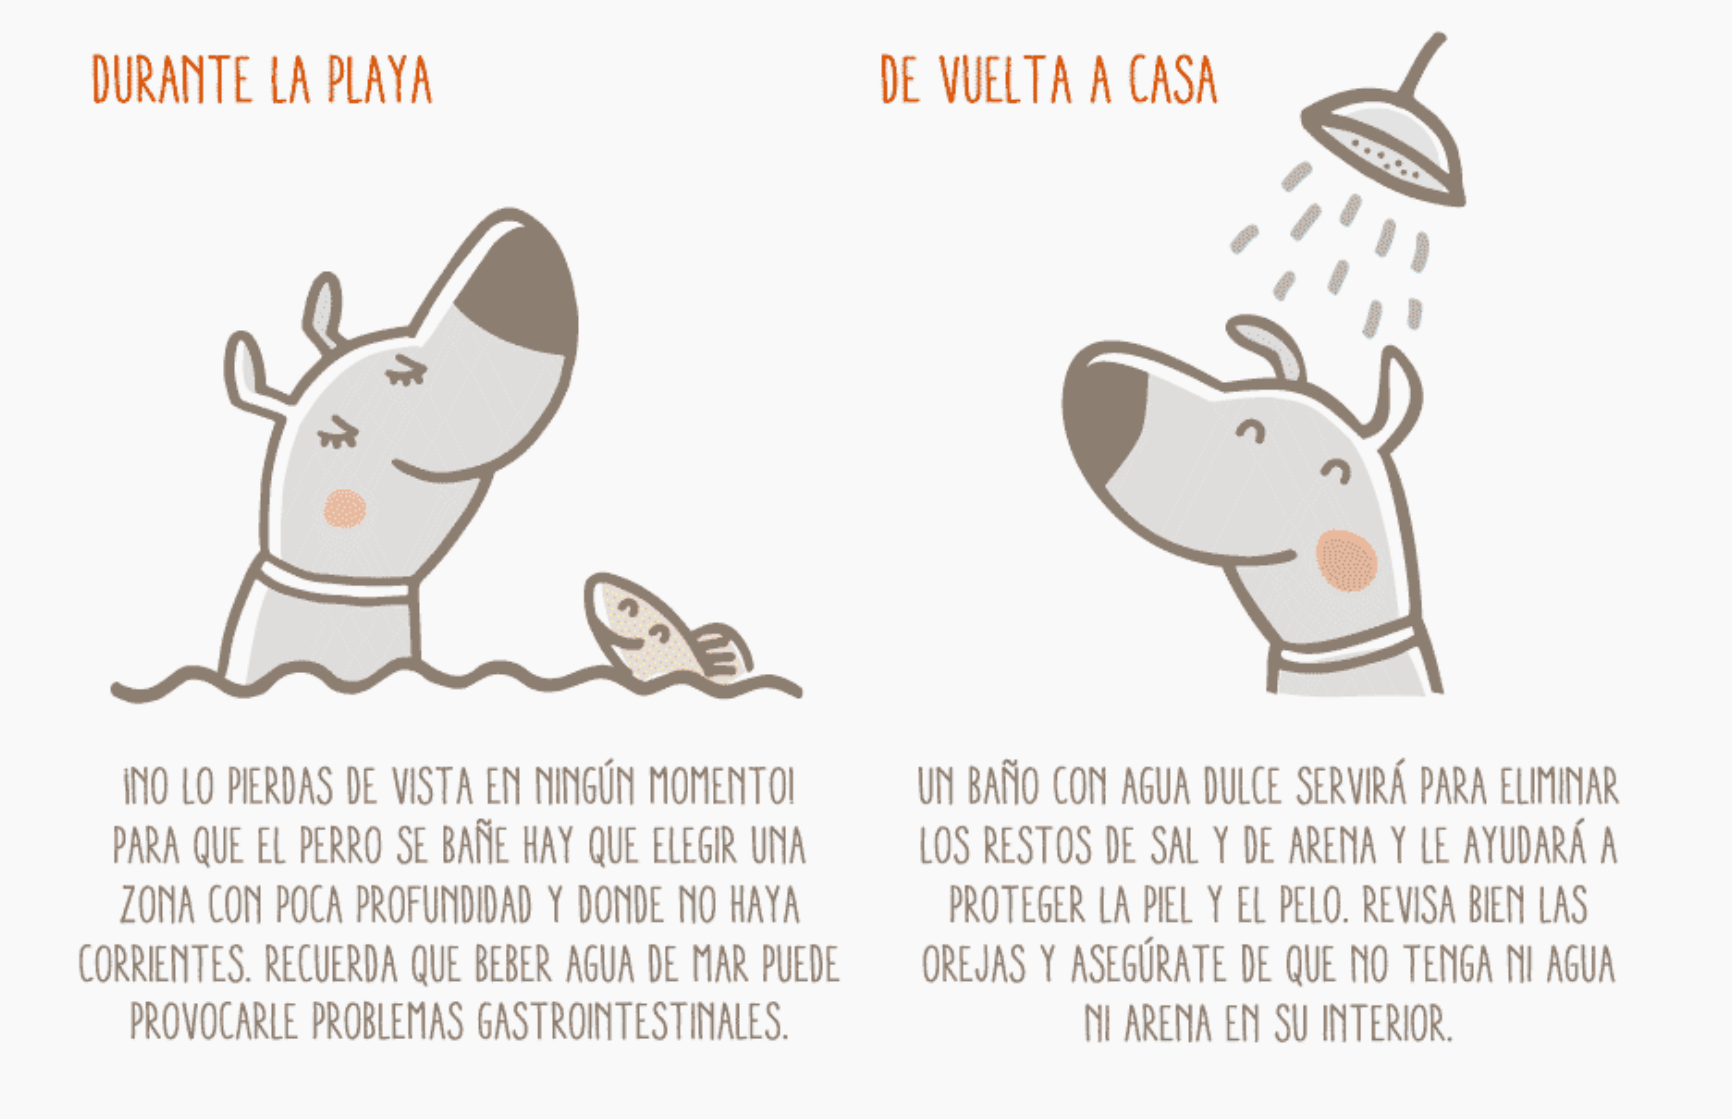 DURANTE LA PLAYA
¡NO LO PIERDAS DE VISTA EN NINGÚN MOMENTO!
PARA QUE EL PERRO SE BAÑE HAY QUE ELEGIR UNA
ZONA CON POCA PROFUNDIDAD Y DONDE NO HAYA
CORRIENTES. RECUERDA QUE BEBER AGUA DE MAR PUEDE
PROVOCARLE PROBLEMAS GASTROINTESTINALES.
DE VUELTA A CASA
UN BAÑO CON AGUA DULCE SERVIRÁ PARA ELIMINAR
LOS RESTOS DE SAL Y DE ARENA Y LE AYUDARÁ A
PROTEGER LA PIEL Y EL PELO. REVISA BIEN LAS
OREJAS Y ASEGÚRATE DE QUE NO TENGA NI AGUA
NI ARENA EN SU INTERIOR.